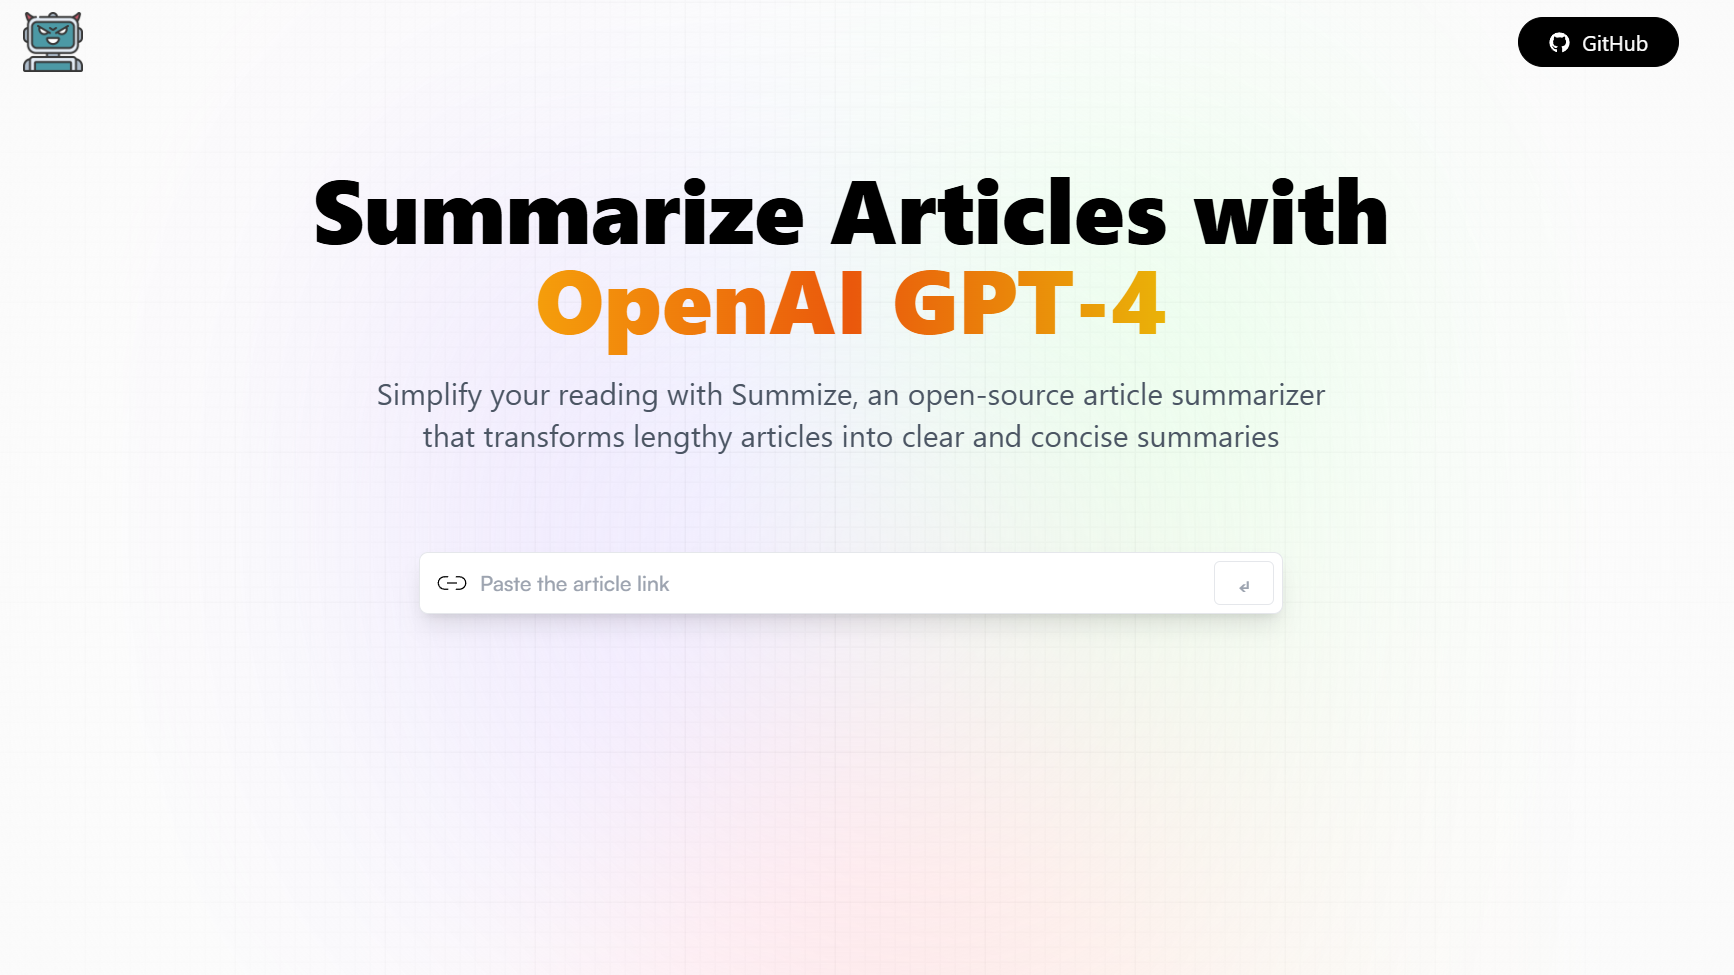 GitHub
Summarize Articles with
OpenAI GPT-4
Simplify your reading with Summize, an open-source article summarizer
that transforms lengthy articles into clear and concise summaries
Paste the article link
↵